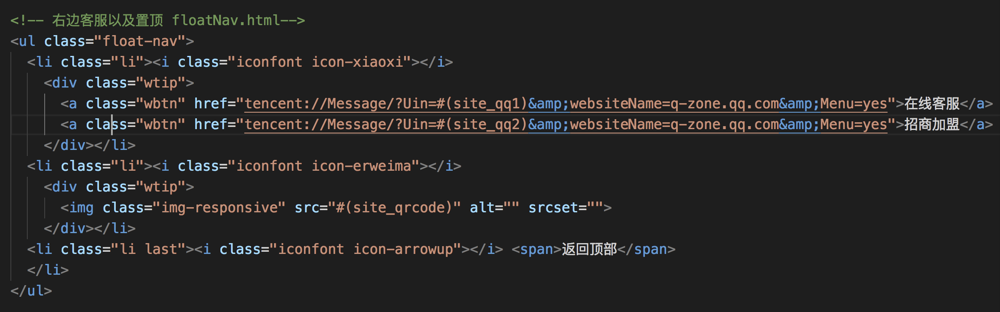 <!-- 右边客服以及置顶 floatNav.html-->
<ul class="float-nav">
  <li class="li"><i class="iconfont icon-xiaoxi"></i>
    <div class="wtip">
      <a class="wbtn" href="tencent://Message/?Uin=#(site_qq1)&amp;websiteName=q-zone.qq.com&amp;Menu=yes">在线客服</a>
      <a class="wbtn" href="tencent://Message/?Uin=#(site_qq2)&amp;websiteName=q-zone.qq.com&amp;Menu=yes">招商加盟</a>
    </div></li>
  <li class="li"><i class="iconfont icon-erweima"></i>
    <div class="wtip">
      <img class="img-responsive" src="#(site_qrcode)" alt="" srcset="">
    </div></li>
  <li class="li last"><i class="iconfont icon-arrowup"></i> <span>返回顶部</span>
  </li>
</ul>